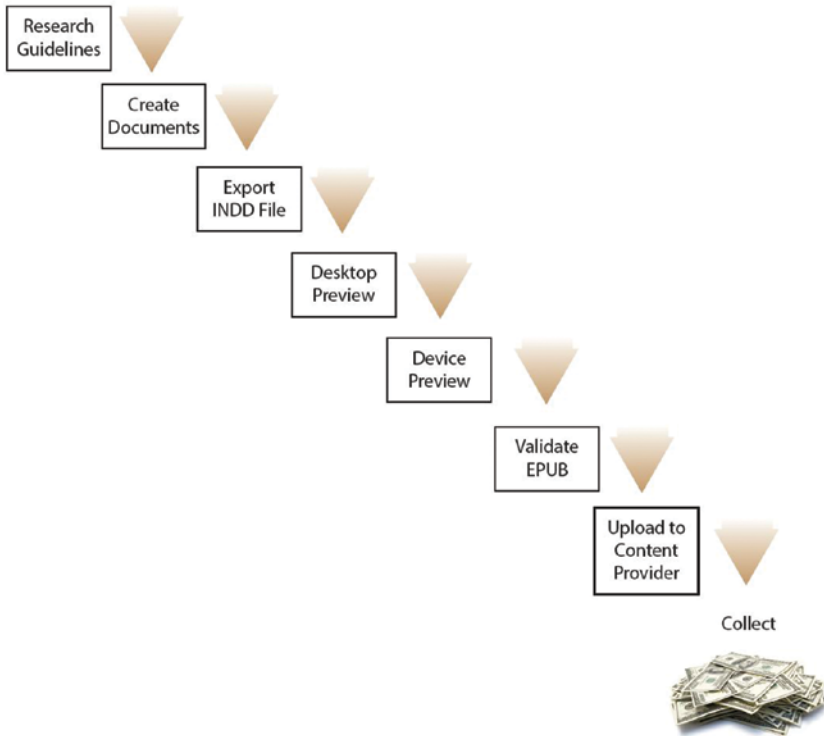 Research
Guidelines
Create
Documents
Export
INDD File
Desktop
Preview
Device
Preview
Validate
EPUB
Upload to
Content
Provider
Collect